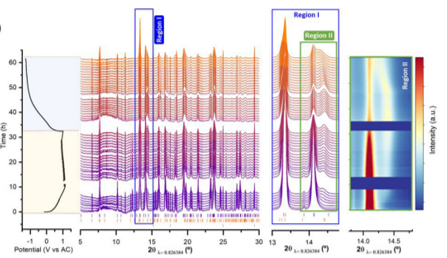 )
Region I
Region I
Region II
Region II
Time (h)
60
50
40
30
20
10
0
-1 0 1
Potential (V vs AC)
5 10 15 20 25 30
2θ λ= 0.826384 (°)
13 14
2θ λ= 0.826384 (°)
14.0 14.5
2θ λ= 0.826384 (°)
Intensity (a.u.)